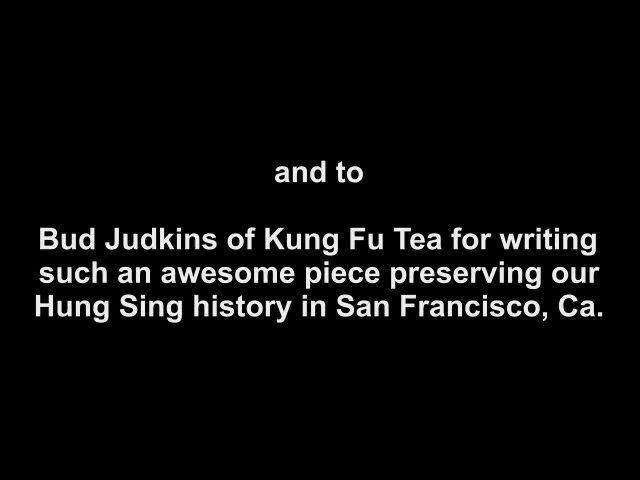 and to
Bud Judkins of Kung Fu Tea for writing
such an awesome piece preserving our
Hung Sing history in San Francisco, Ca.